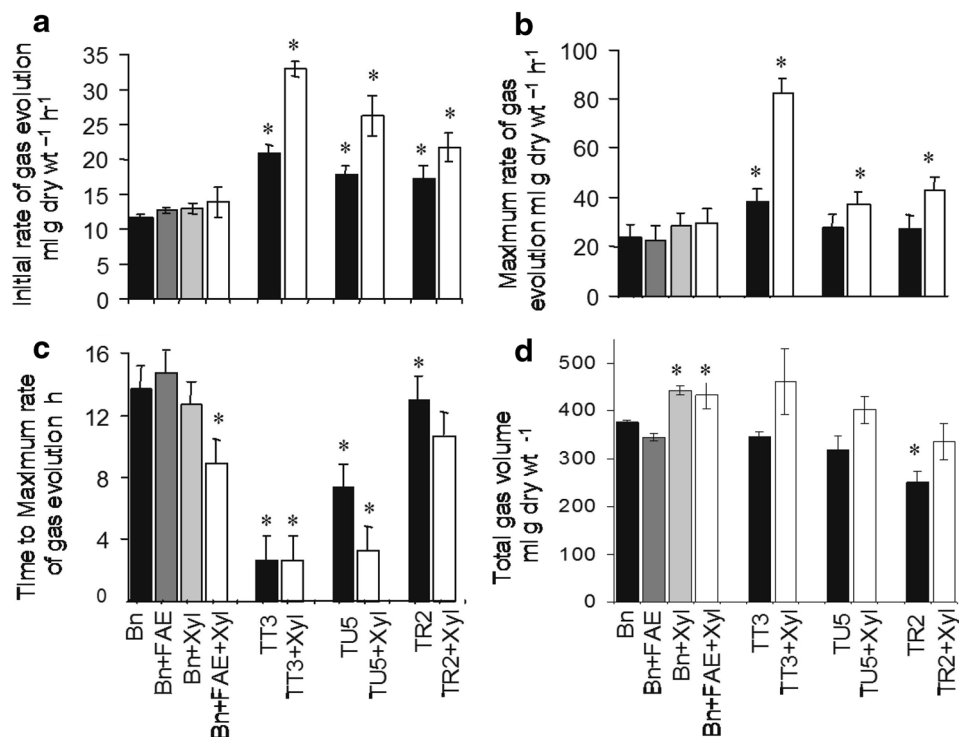 a
Initial rate of gas evolution
ml g dry wt ⁻¹ hr⁻¹
35
30
25
20
15
10
5
0
* * * * * *
b
Maximum rate of gas
evolution ml g dry wt ⁻¹ hr⁻¹
100
80
60
40
20
0
* * * *
c
Time to Maximum rate
of gas evolution h
16
12
8
4
0
* * * * * *
Bn
Bn+FAE
Bn+Xyl
Bn+FAE+Xyl
TT3
TT3+Xyl
TU5
TU5+Xyl
TR2
TR2+Xyl
d
Total gas volume
ml g dry wt -1
500
400
300
200
100
0
* * *
Bn
Bn+FAE
Bn+Xyl
Bn+FAE+Xyl
TT3
TT3+Xyl
TU5
TU5+Xyl
TR2
TR2+Xyl